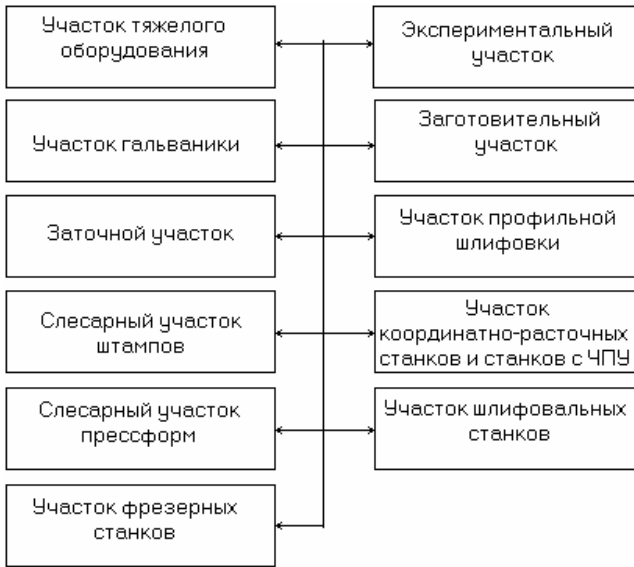 Участок тяжелого
оборудования
Экспериментальный
участок
Участок гальваники
Заготовительный
участок
Заточной участок
Участок профильной
шлифовки
Слесарный участок
штампов
Участок
координатно-расточных
станков и станков с ЧПУ
Слесарный участок
прессформ
Участок шлифовальных
станков
Участок фрезерных
станков